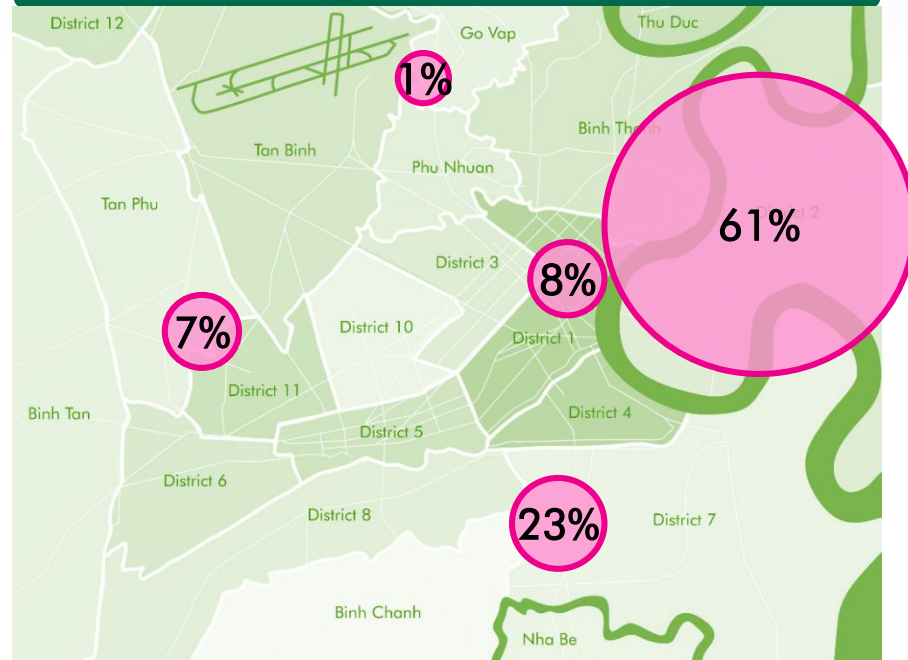 District 12
Thu Duc
Go Vap
1%
Binh Thanh
Tan Binh
Phu Nhuan
Tan Phu
District 2
61%
District 3
8%
7%
District 10
District 1
District 11
Binh Tan
District 4
District 5
District 6
District 8
23%
District 7
Binh Chanh
Nha Be